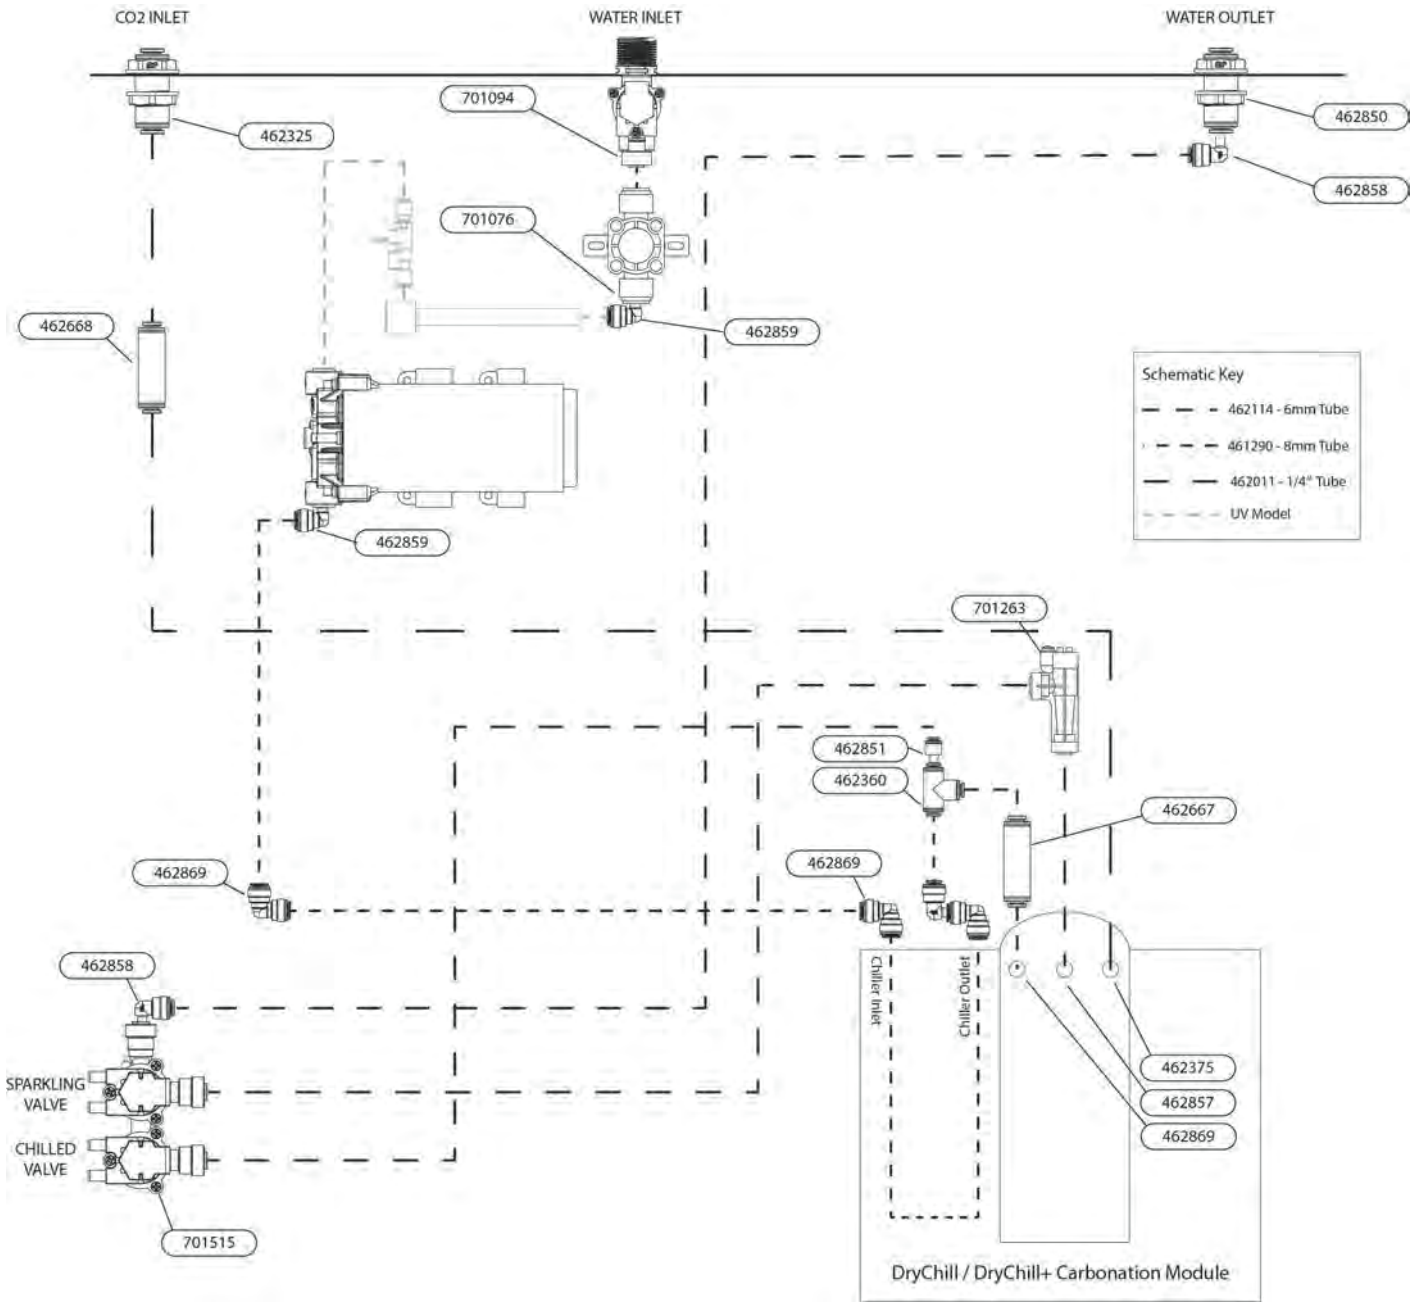 CO2 INLET
WATER INLET
WATER OUTLET
701094
462850
462325
462858
701076
462668
462859
Schematic Key
462114 - 6mm Tube
461290 - 8mm Tube
462011 - 1/4" Tube
UV Model
462859
701263
462851
462360
462667
462869
462869
462858
Chiller Inlet
Chiller Outlet
SPARKLING
VALVE
462375
462857
462869
CHILLED
VALVE
701515
DryChill / DryChill+ Carbonation Module